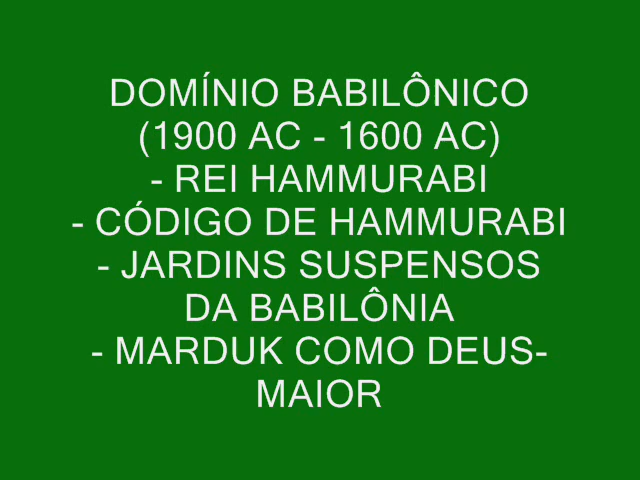 DOMÍNIO BABILÔNICO
(1900 AC - 1600 AC)
- REI HAMMURABI
- CÓDIGO DE HAMMURABI
- JARDINS SUSPENSOS
DA BABILÔNIA
- MARDUK COMO DEUS-
MAIOR